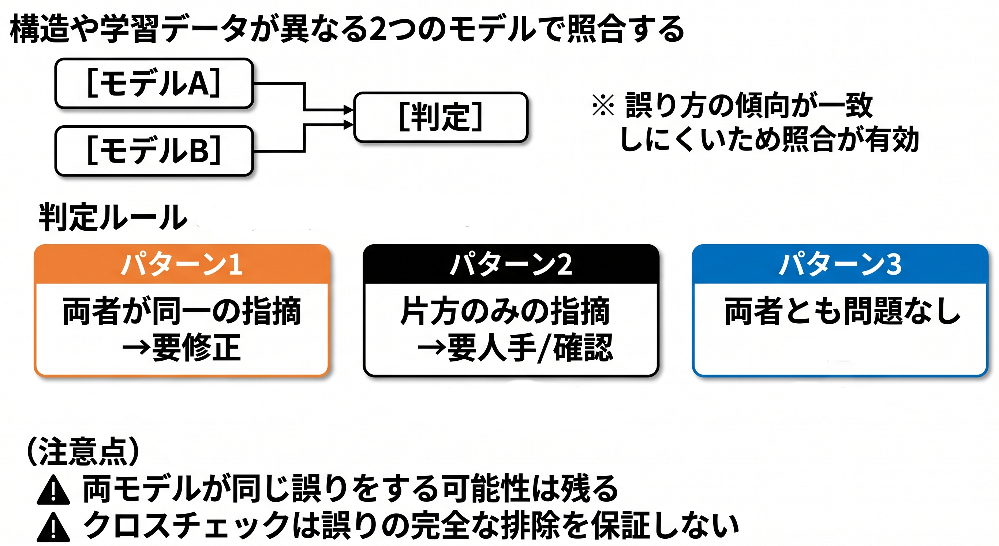 構造や学習データが異なる2つのモデルで照合する
［モデルA］
［モデルB］
［判定］
※ 誤り方の傾向が一致
しにくいため照合が有効
判定ルール
パターン1
両者が同一の指摘
→要修正
パターン2
片方のみの指摘
→要人手/確認
パターン3
両者とも問題なし
（注意点）
両モデルが同じ誤りをする可能性は残る
クロスチェックは誤りの完全な排除を保証しない